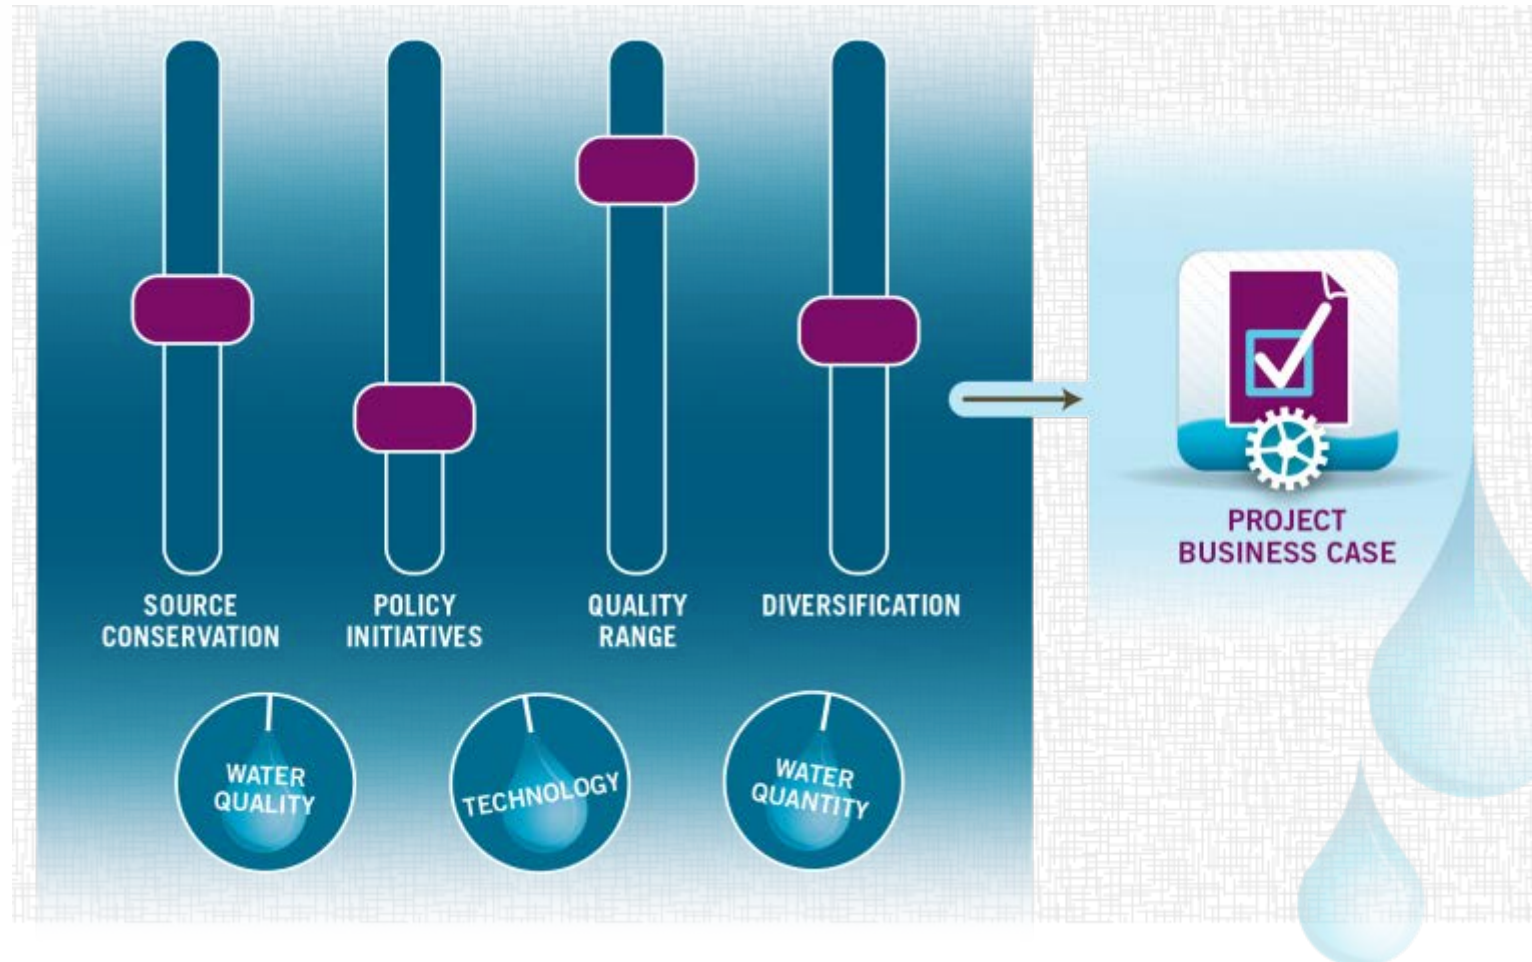 SOURCE
CONSERVATION
POLICY
INITIATIVES
QUALITY
RANGE
DIVERSIFICATION
WATER
QUALITY
TECHNOLOGY
WATER
QUANTITY
PROJECT
BUSINESS CASE